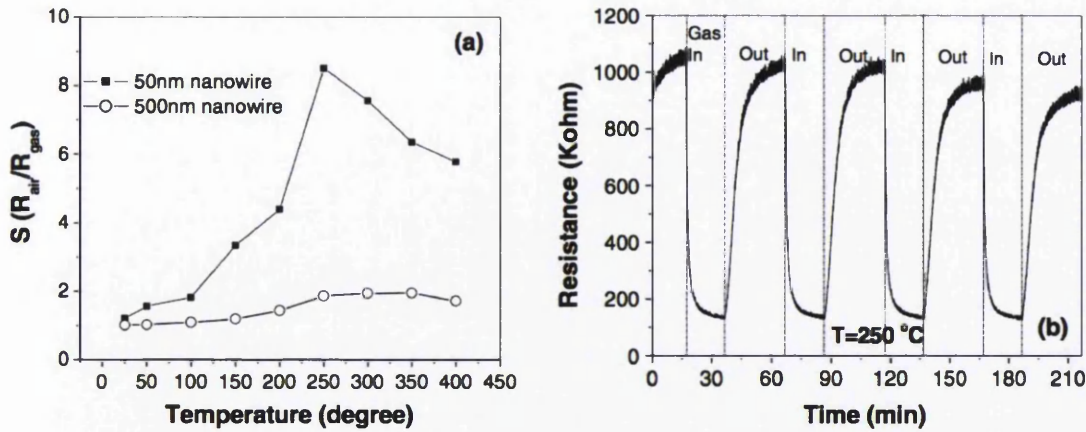 (a)
50nm nanowire
500nm nanowire
S (R_air/R_gas)
10
8
6
4
2
0
0 50 100 150 200 250 300 350 400 450
Temperature (degree)
1200
1000
800
600
400
200
0
Resistance (Kohm)
Gas
In Out In Out In Out In Out
T=250 °C
(b)
0 30 60 90 120 150 180 210
Time (min)